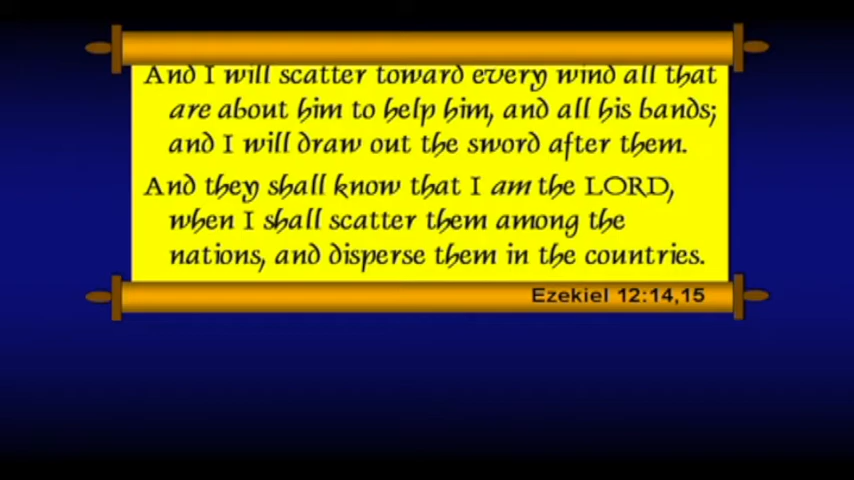 And I will scatter toward every wind all that
are about him to help him, and all his bands;
and I will draw out the sword after them.
And they shall know that I am the LORD,
when I shall scatter them among the
nations, and disperse them in the countries.
Ezekiel 12:14,15